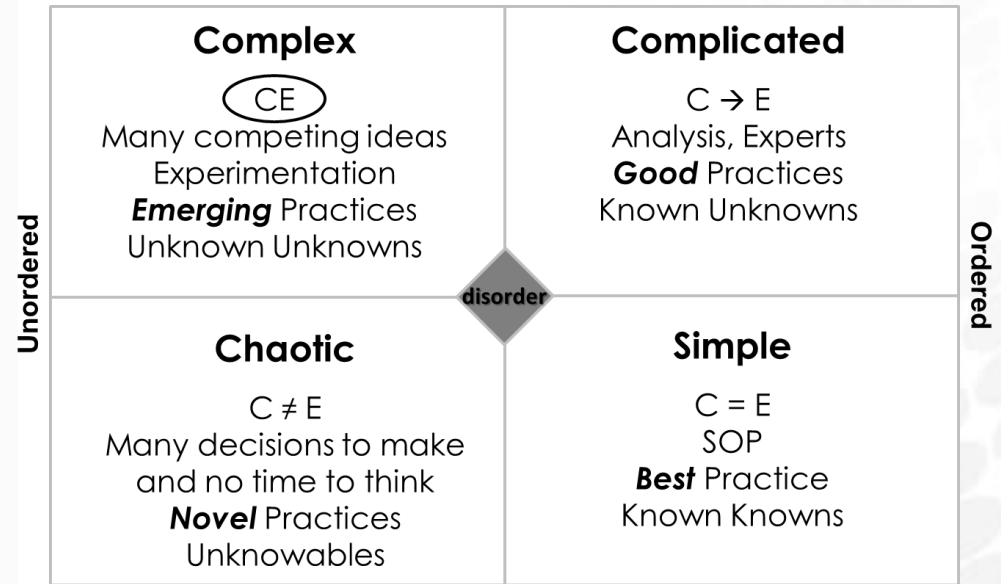 Complex
CE
Many competing ideas
Experimentation
Emerging Practices
Unknown Unknowns
Complicated
C → E
Analysis, Experts
Good Practices
Known Unknowns
Unordered
disorder
Ordered
Chaotic
C ≠ E
Many decisions to make
and no time to think
Novel Practices
Unknowables
Simple
C = E
SOP
Best Practice
Known Knowns